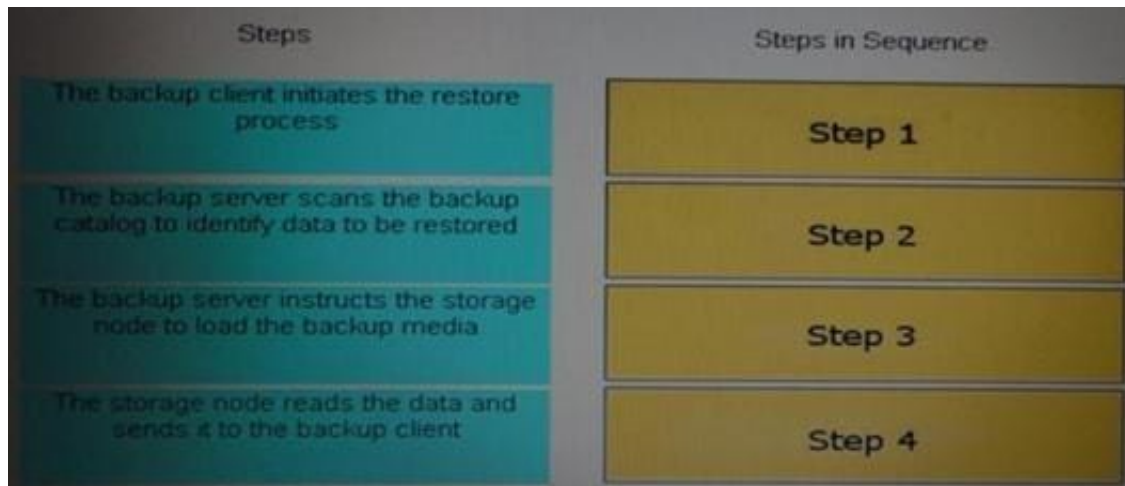 Steps
Steps in Sequence
The backup client initiates the restore
process
Step 1
The backup server scans the backup
catalog to identify data to be restored
Step 2
The backup server instructs the storage
node to load the backup media
Step 3
The storage node reads the data and
sends it to the backup client
Step 4